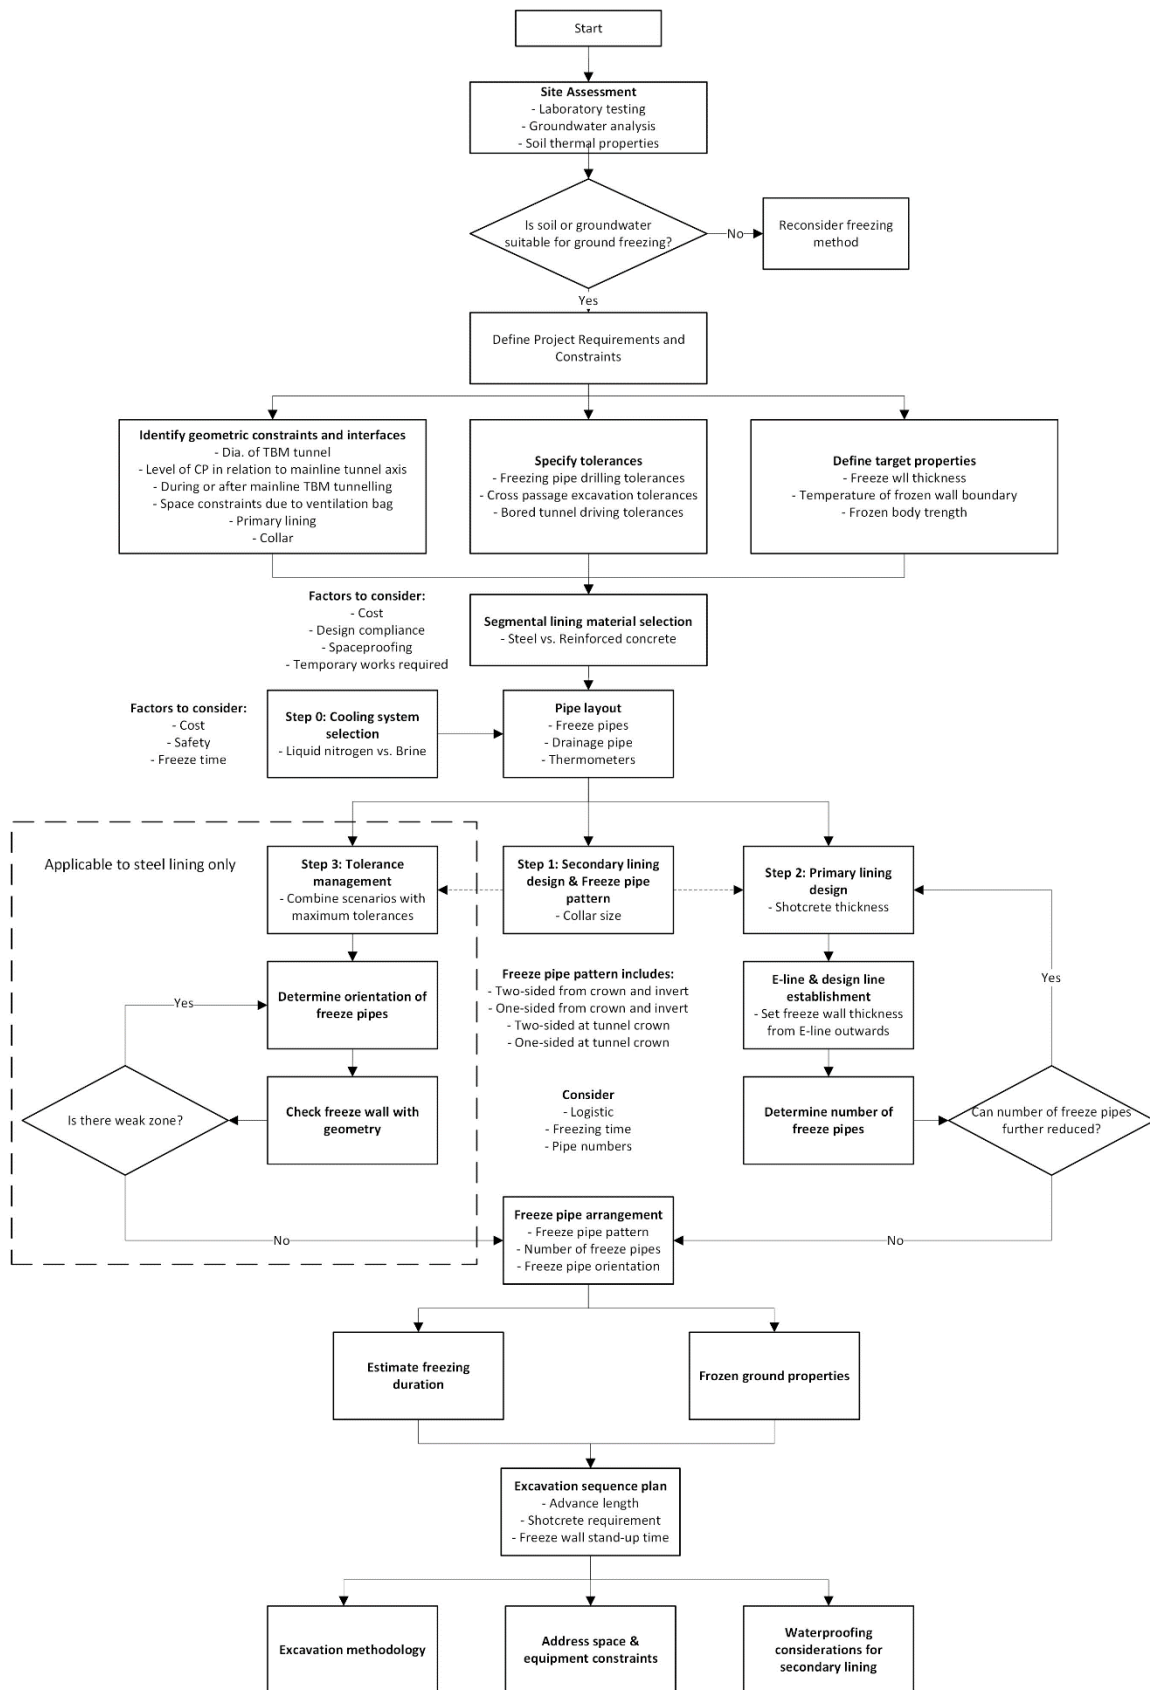 Start
Site Assessment
- Laboratory testing
- Groundwater analysis
- Soil thermal properties
Is soil or groundwater
suitable for ground freezing?
No
Reconsider freezing
method
Yes
Define Project Requirements and
Constraints
Identify geometric constraints and interfaces
- Dia. of TBM tunnel
- Level of CP in relation to mainline tunnel axis
- During or after mainline TBM tunnelling
- Space constraints due to ventilation bag
- Primary lining
- Collar
Specify tolerances
- Freezing pipe drilling tolerances
- Cross passage excavation tolerances
- Bored tunnel driving tolerances
Define target properties
- Freeze wll thickness
- Temperature of frozen wall boundary
- Frozen body trength
Factors to consider:
- Cost
- Design compliance
- Spaceproofing
- Temporary works required
Segmental lining material selection
- Steel vs. Reinforced concrete
Factors to consider:
- Cost
- Safety
- Freeze time
Step 0: Cooling system
selection
- Liquid nitrogen vs. Brine
Pipe layout
- Freeze pipes
- Drainage pipe
- Thermometers
Applicable to steel lining only
Step 3: Tolerance
management
- Combine scenarios with
maximum tolerances
Step 1: Secondary lining
design & Freeze pipe
pattern
- Collar size
Step 2: Primary lining
design
- Shotcrete thickness
Yes
Determine orientation of
freeze pipes
Freeze pipe pattern includes:
- Two-sided from crown and invert
- One-sided from crown and invert
- Two-sided at tunnel crown
- One-sided at tunnel crown
E-line & design line
establishment
- Set freeze wall thickness
from E-line outwards
Yes
Is there weak zone?
Check freeze wall with
geometry
Consider
- Logistic
- Freezing time
- Pipe numbers
Determine number of
freeze pipes
Can number of freeze pipes
further reduced?
No
Freeze pipe arrangement
- Freeze pipe pattern
- Number of freeze pipes
- Freeze pipe orientation
No
Estimate freezing
duration
Frozen ground properties
Excavation sequence plan
- Advance length
- Shotcrete requirement
- Freeze wall stand-up time
Excavation methodology
Address space &
equipment constraints
Waterproofing
considerations for
secondary lining